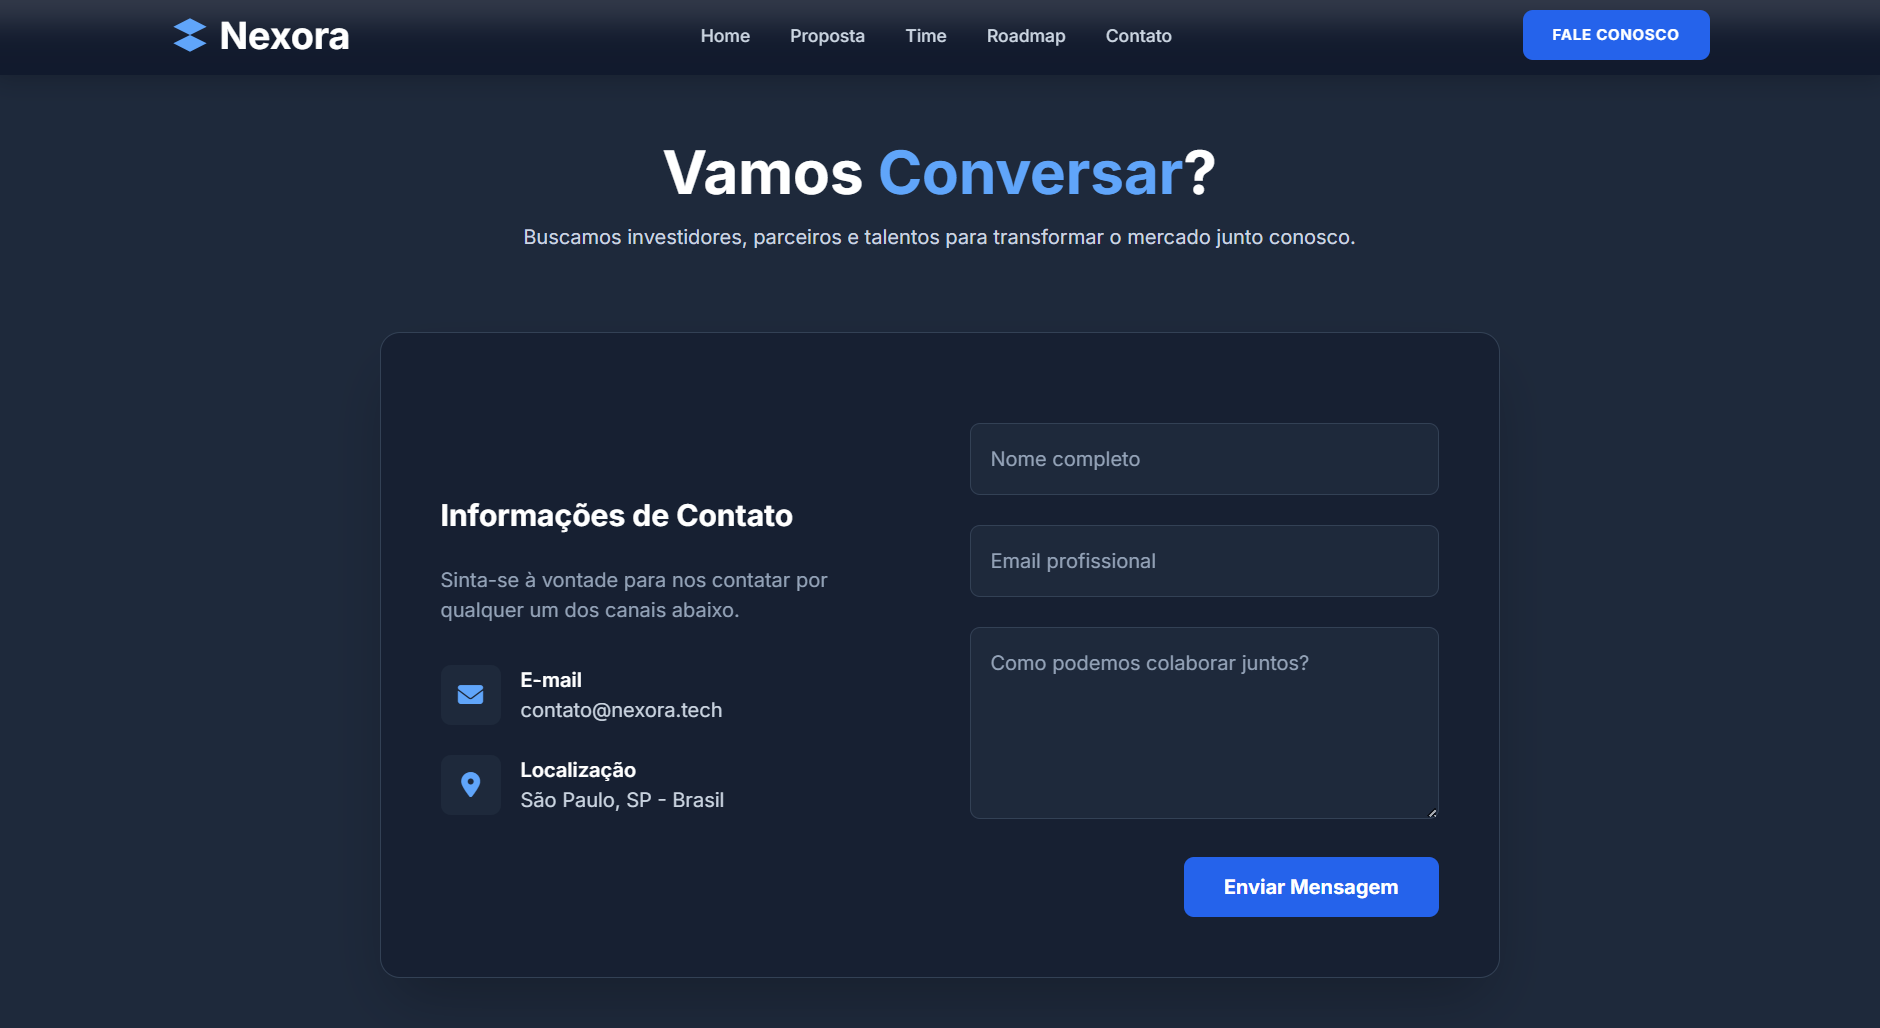 Nexora
Home
Proposta
Time
Roadmap
Contato
FALE CONOSCO
Vamos Conversar?
Buscamos investidores, parceiros e talentos para transformar o mercado junto conosco.
Informações de Contato
Sinta-se à vontade para nos contatar por
qualquer um dos canais abaixo.
E-mail
contato@nexora.tech
Localização
São Paulo, SP - Brasil
Nome completo
Email profissional
Como podemos colaborar juntos?
Enviar Mensagem